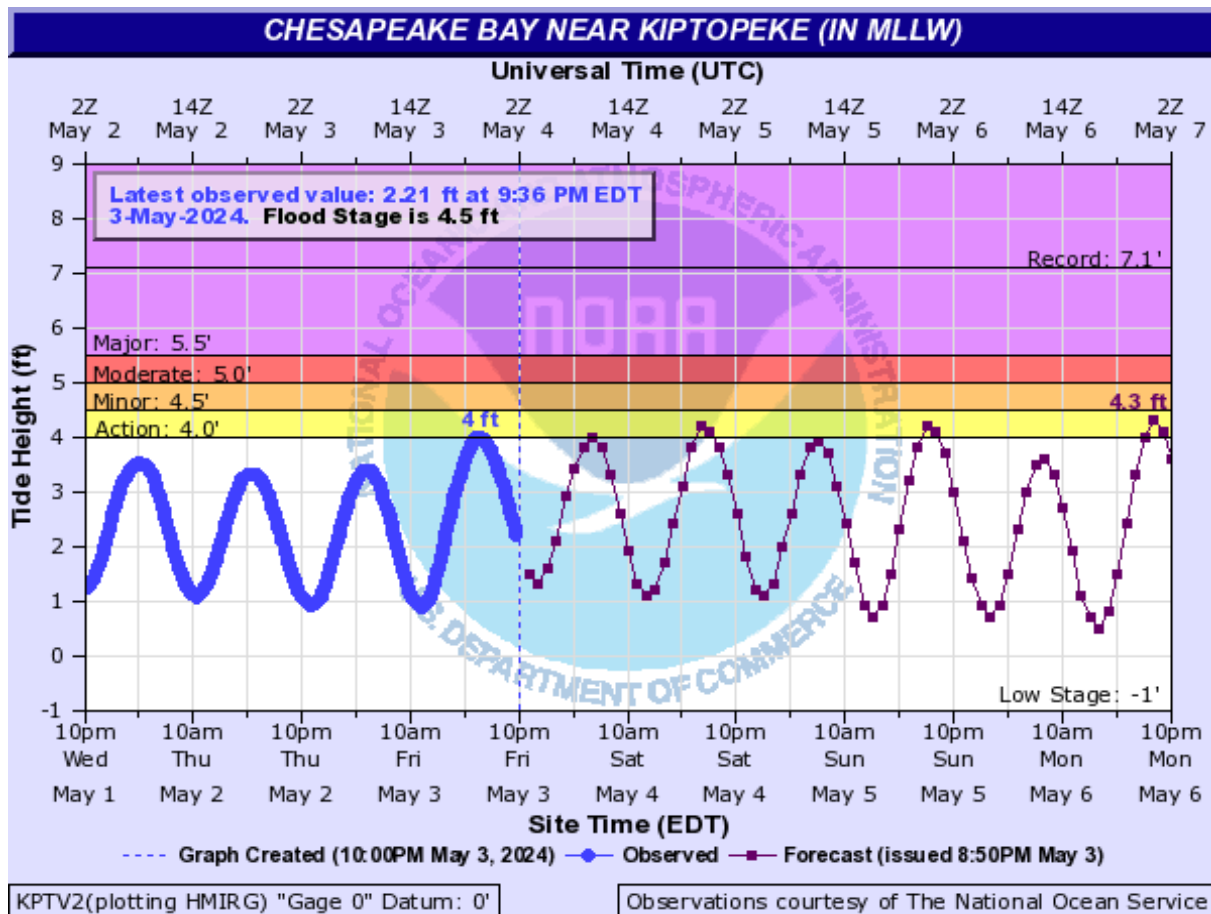 CHESAPEAKE BAY NEAR KIPTOPEKE (IN MLLW)
Universal Time (UTC)
2Z 14Z 2Z 14Z 2Z 14Z 2Z 14Z 2Z 14Z 2Z
May 2 May 2 May 3 May 3 May 4 May 4 May 5 May 5 May 6 May 6 May 7
Latest observed value: 2.21 ft at 9:36 PM EDT
3-May-2024. Flood Stage is 4.5 ft
Record: 7.1'
Major: 5.5'
Moderate: 5.0'
Minor: 4.5'
Action: 4.0'
4 ft
4.3 ft
Low Stage: -1'
NOAA
NATIONAL OCEANIC AND ATMOSPHERIC ADMINISTRATION
U.S. DEPARTMENT OF COMMERCE
Tide Height (ft)
9
8
7
6
5
4
3
2
1
0
-1
10pm 10am 10pm 10am 10pm 10am 10pm 10am 10pm 10am 10pm
Wed Thu Thu Fri Fri Sat Sat Sun Sun Mon Mon
May 1 May 2 May 2 May 3 May 3 May 4 May 4 May 5 May 5 May 6 May 6
Site Time (EDT)
Graph Created (10:00PM May 3, 2024) Observed Forecast (issued 8:50PM May 3)
KPTV2(plotting HMIRG) "Gage 0" Datum: 0'
Observations courtesy of The National Ocean Service